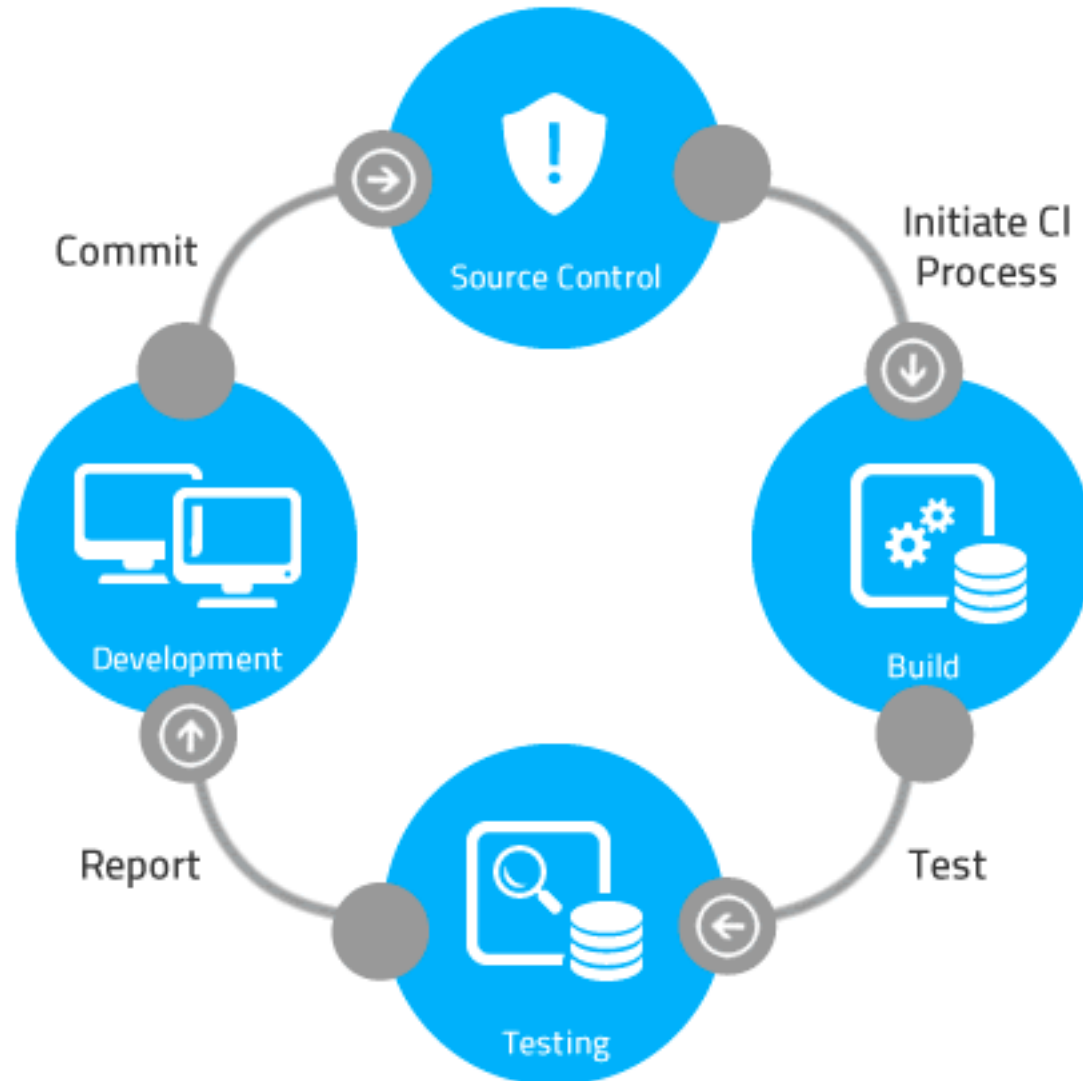 Source Control
Commit
Initiate CI
Process
Development
Build
Report
Test
Testing